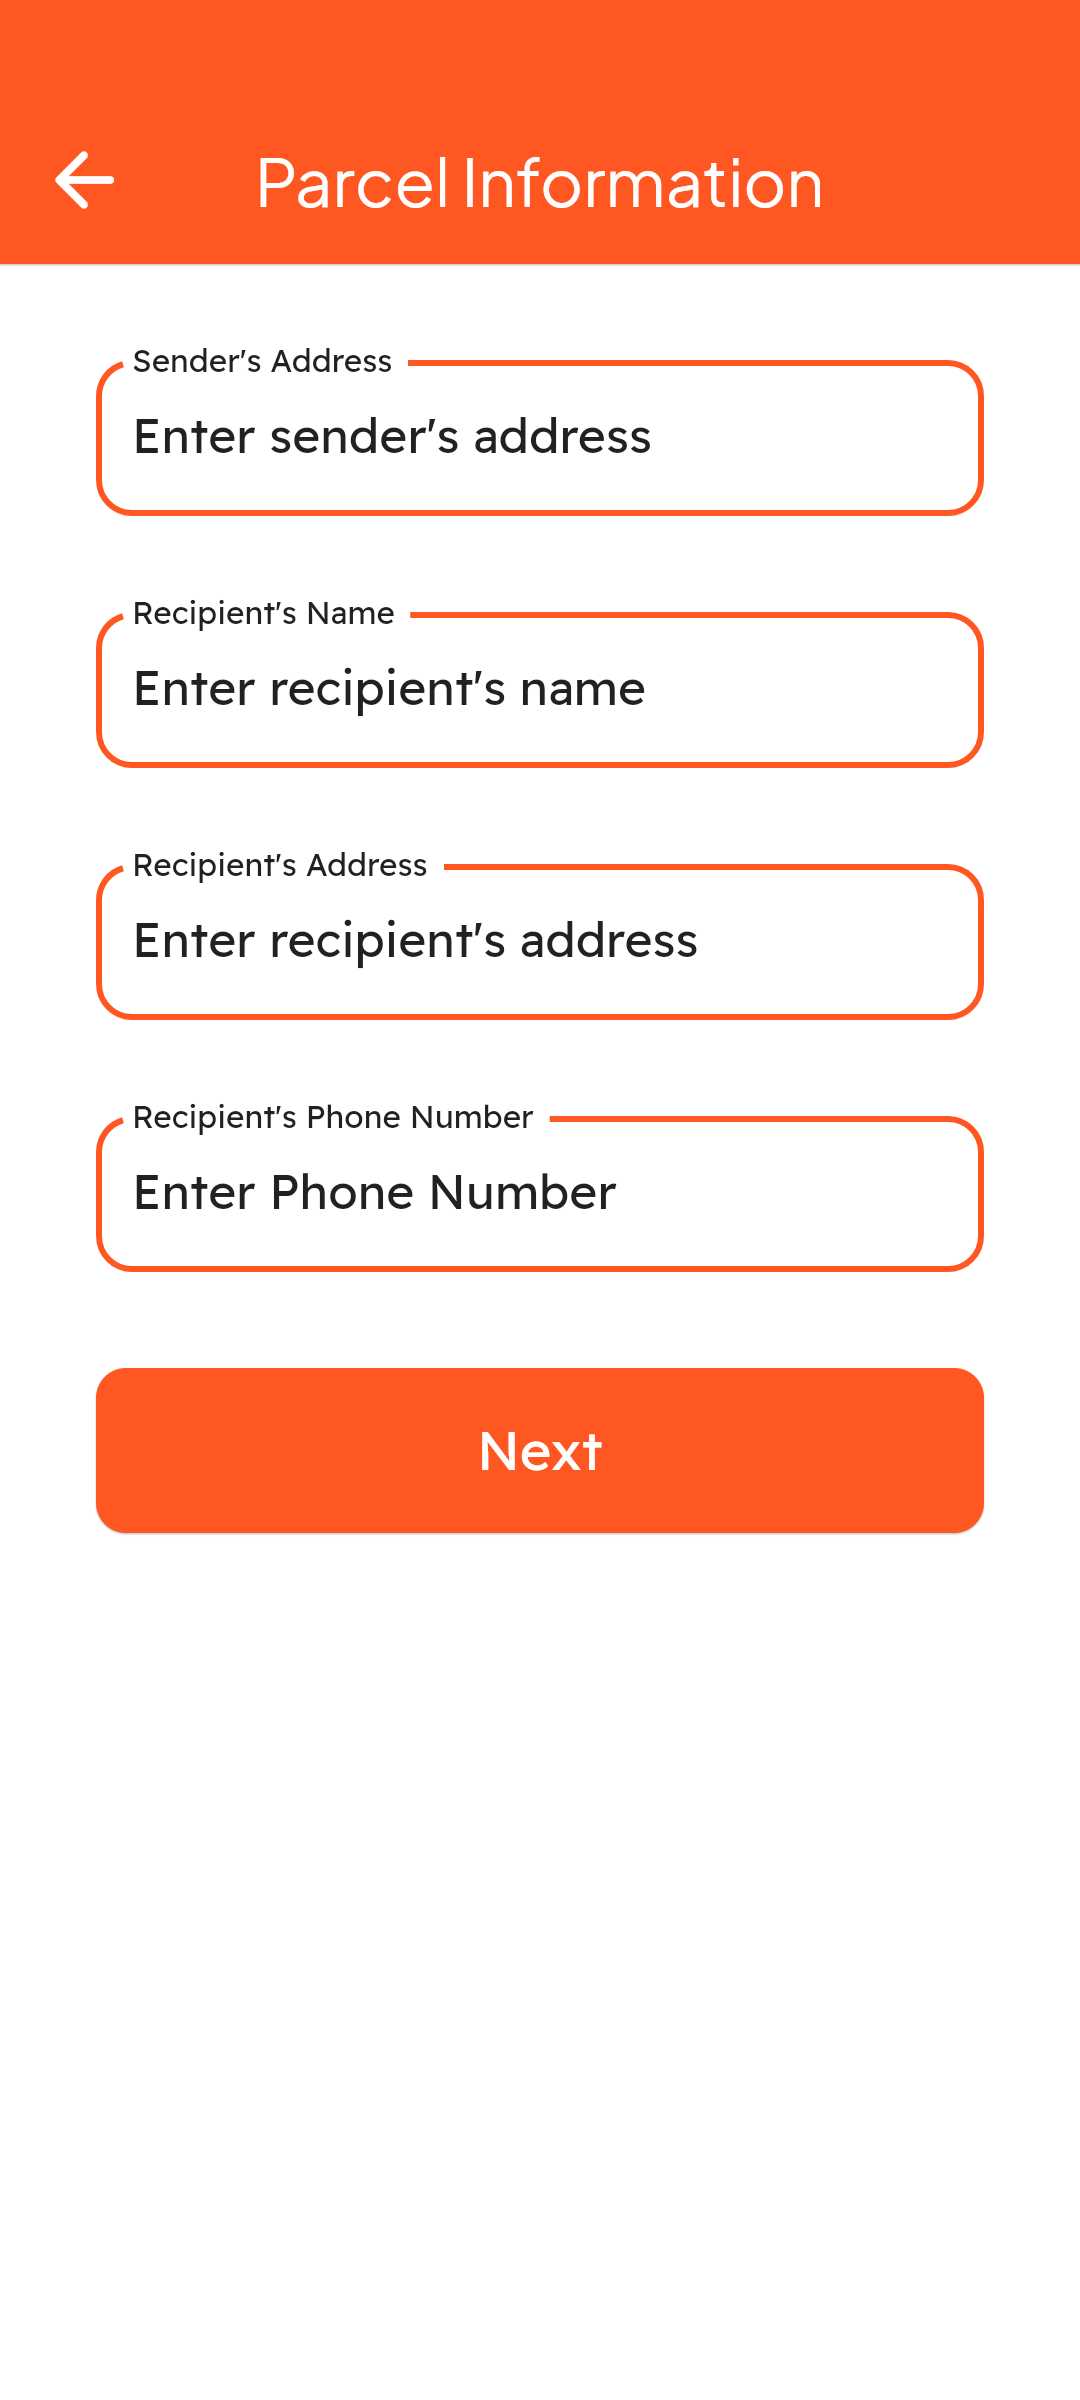 Parcel Information
Sender's Address
Enter sender's address
Recipient's Name
Enter recipient's name
Recipient's Address
Enter recipient's address
Recipient's Phone Number
Enter Phone Number
Next